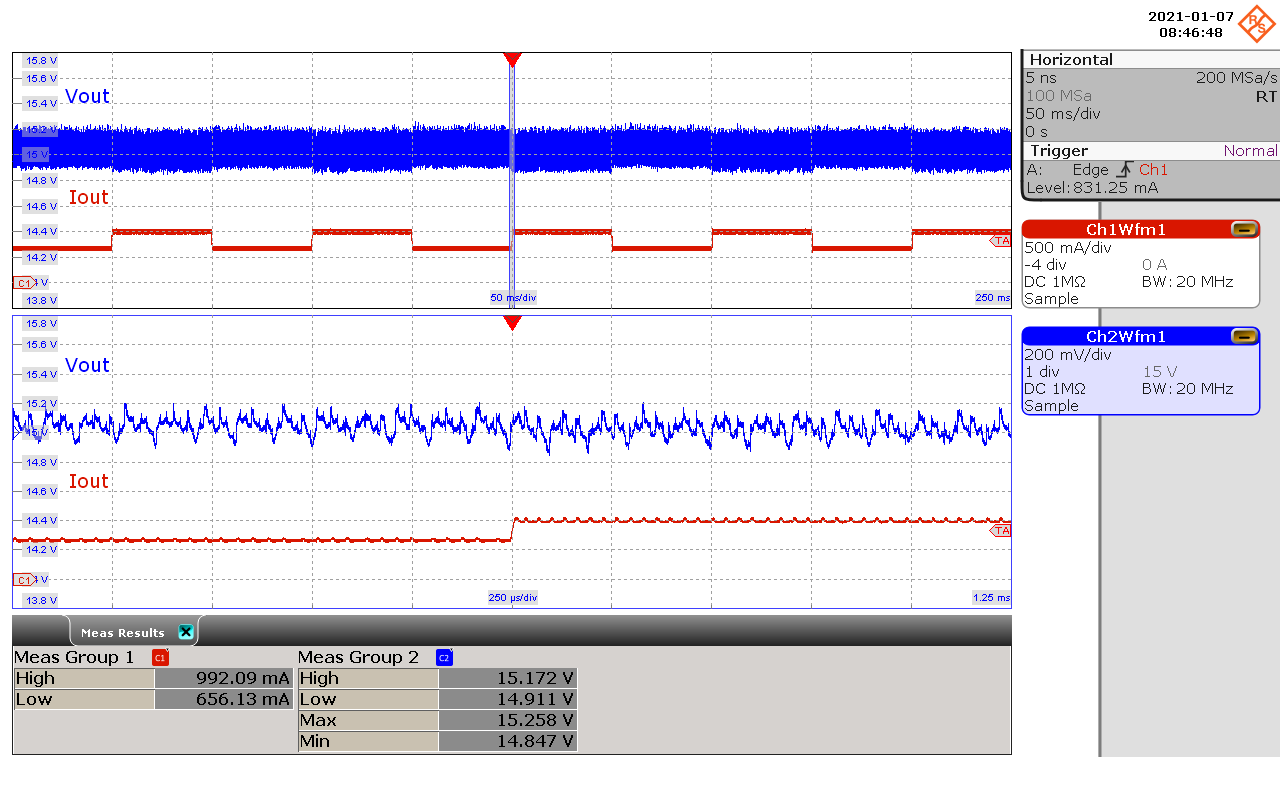 2021-01-07
08:46:48
R&S
15.8 V
15.6 V
15.4 V
15.2 V
15 V
14.8 V
14.6 V
14.4 V
14.2 V
13.8 V
Vout
Iout
C1
TA
50 ms/div
250 ms
15.8 V
15.6 V
15.4 V
15.2 V
15 V
14.8 V
14.6 V
14.4 V
14.2 V
13.8 V
Vout
Iout
C1
TA
250 µs/div
1.25 ms
Horizontal
5 ns 200 MSa/s
100 MSa RT
50 ms/div
0 s
Trigger Normal
A: Edge Ch1
Level: 831.25 mA
Ch1Wfm1
500 mA/div
-4 div 0 A
DC 1MΩ BW: 20 MHz
Sample
Ch2Wfm1
200 mV/div
1 div 15 V
DC 1MΩ BW: 20 MHz
Sample
Meas Results
Meas Group 1 C1
High 992.09 mA
Low 656.13 mA
Meas Group 2 C2
High 15.172 V
Low 14.911 V
Max 15.258 V
Min 14.847 V